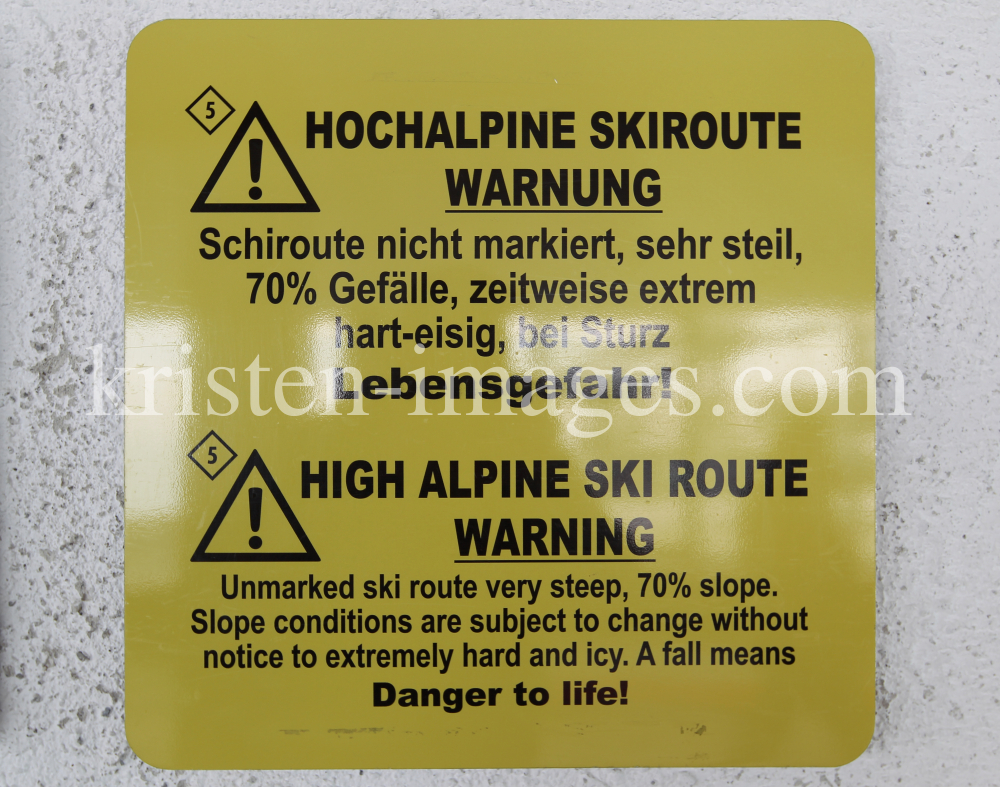 5
HOCHALPINE SKIROUTE
WARNUNG
Schiroute nicht markiert, sehr steil,
70% Gefälle, zeitweise extrem
hart-eisig, bei Sturz
Lebensgefahr!
kristen-images.com
5
HIGH ALPINE SKI ROUTE
WARNING
Unmarked ski route very steep, 70% slope.
Slope conditions are subject to change without
notice to extremely hard and icy. A fall means
Danger to life!